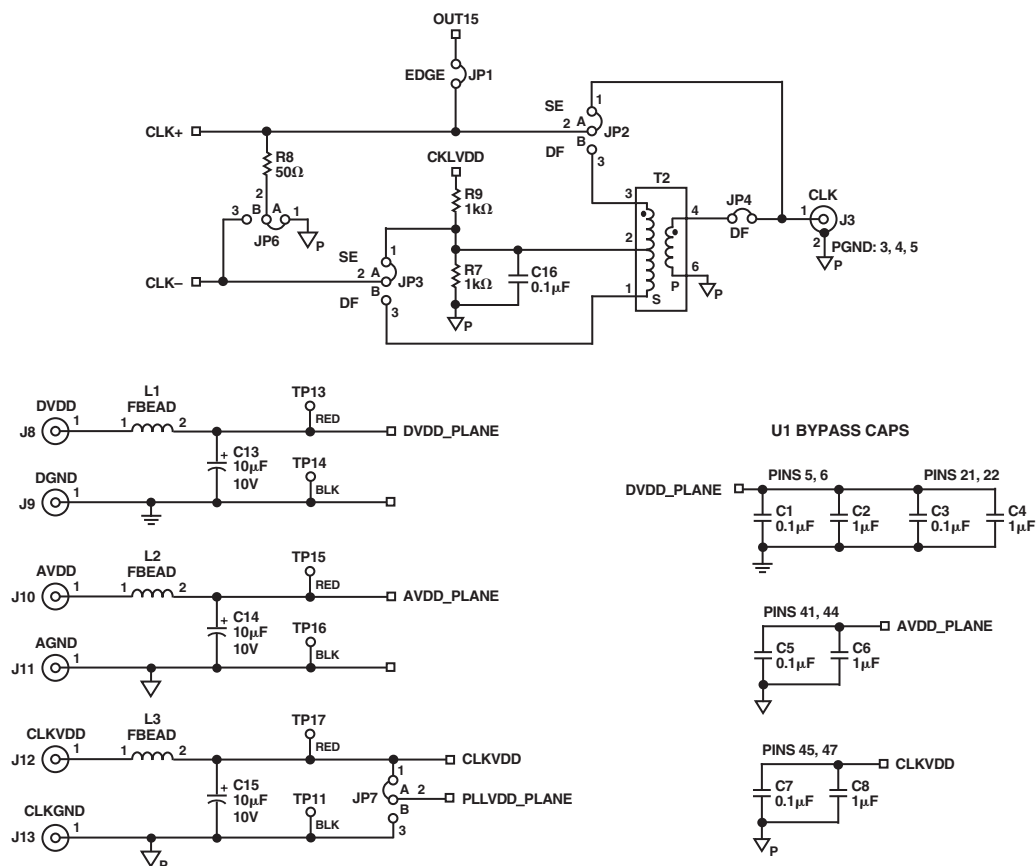 OUT15
EDGE JP1
CLK+
SE 1
2 A JP2
B
DF 3
R8
50Ω
2
3 B A 1
JP6
P
CKLVDD
R9
1kΩ
SE 1
CLK– 2 A JP3
B
DF 3
R7
1kΩ
C16
0.1μF
P
T2
3 4
2
1 6
S P
P
JP4
DF
CLK
1 J3
2 PGND: 3, 4, 5
P
DVDD
J8 1
L1
FBEAD
1 2
TP13
RED
DVDD_PLANE
+ C13
10μF
10V
TP14
BLK
DGND
J9 1
AVDD
J10 1
L2
FBEAD
1 2
TP15
RED
AVDD_PLANE
+ C14
10μF
10V
TP16
BLK
AGND
J11 1
CLKVDD
J12 1
L3
FBEAD
1 2
TP17
RED
CLKVDD
+ C15
10μF
10V
TP11
BLK
1
JP7 A 2 PLLVDD_PLANE
B
3
CLKGND
J13 1
P
U1 BYPASS CAPS
PINS 5, 6 PINS 21, 22
DVDD_PLANE
C1
0.1μF
C2
1μF
C3
0.1μF
C4
1μF
PINS 41, 44
AVDD_PLANE
C5
0.1μF
C6
1μF
PINS 45, 47
CLKVDD
C7
0.1μF
C8
1μF
P